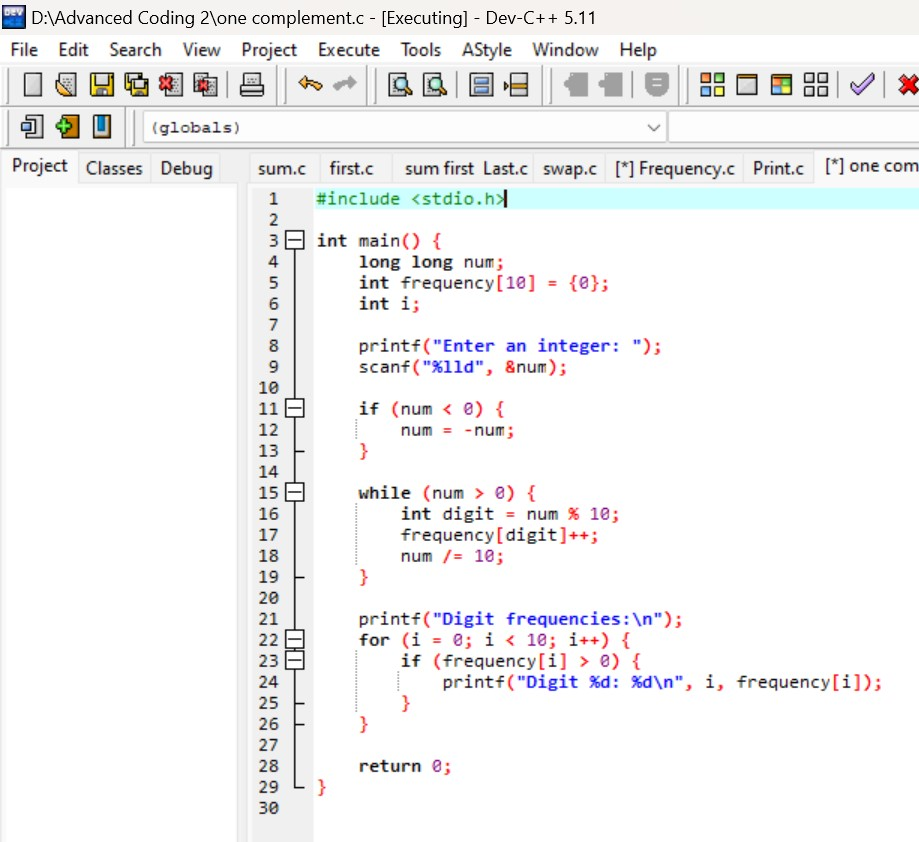 D:\Advanced Coding 2\one complement.c - [Executing] - Dev-C++ 5.11
File Edit Search View Project Execute Tools AStyle Window Help
(globals)
Project Classes Debug sum.c first.c sum first Last.c swap.c [*] Frequency.c Print.c [*] one com
1 #include <stdio.h>
2
3 int main() {
4     long long num;
5     int frequency[10] = {0};
6     int i;
7
8     printf("Enter an integer: ");
9     scanf("%lld", &num);
10
11     if (num < 0) {
12         num = -num;
13     }
14
15     while (num > 0) {
16         int digit = num % 10;
17         frequency[digit]++;
18         num /= 10;
19     }
20
21     printf("Digit frequencies:\n");
22     for (i = 0; i < 10; i++) {
23         if (frequency[i] > 0) {
24             printf("Digit %d: %d\n", i, frequency[i]);
25         }
26     }
27
28     return 0;
29 }
30